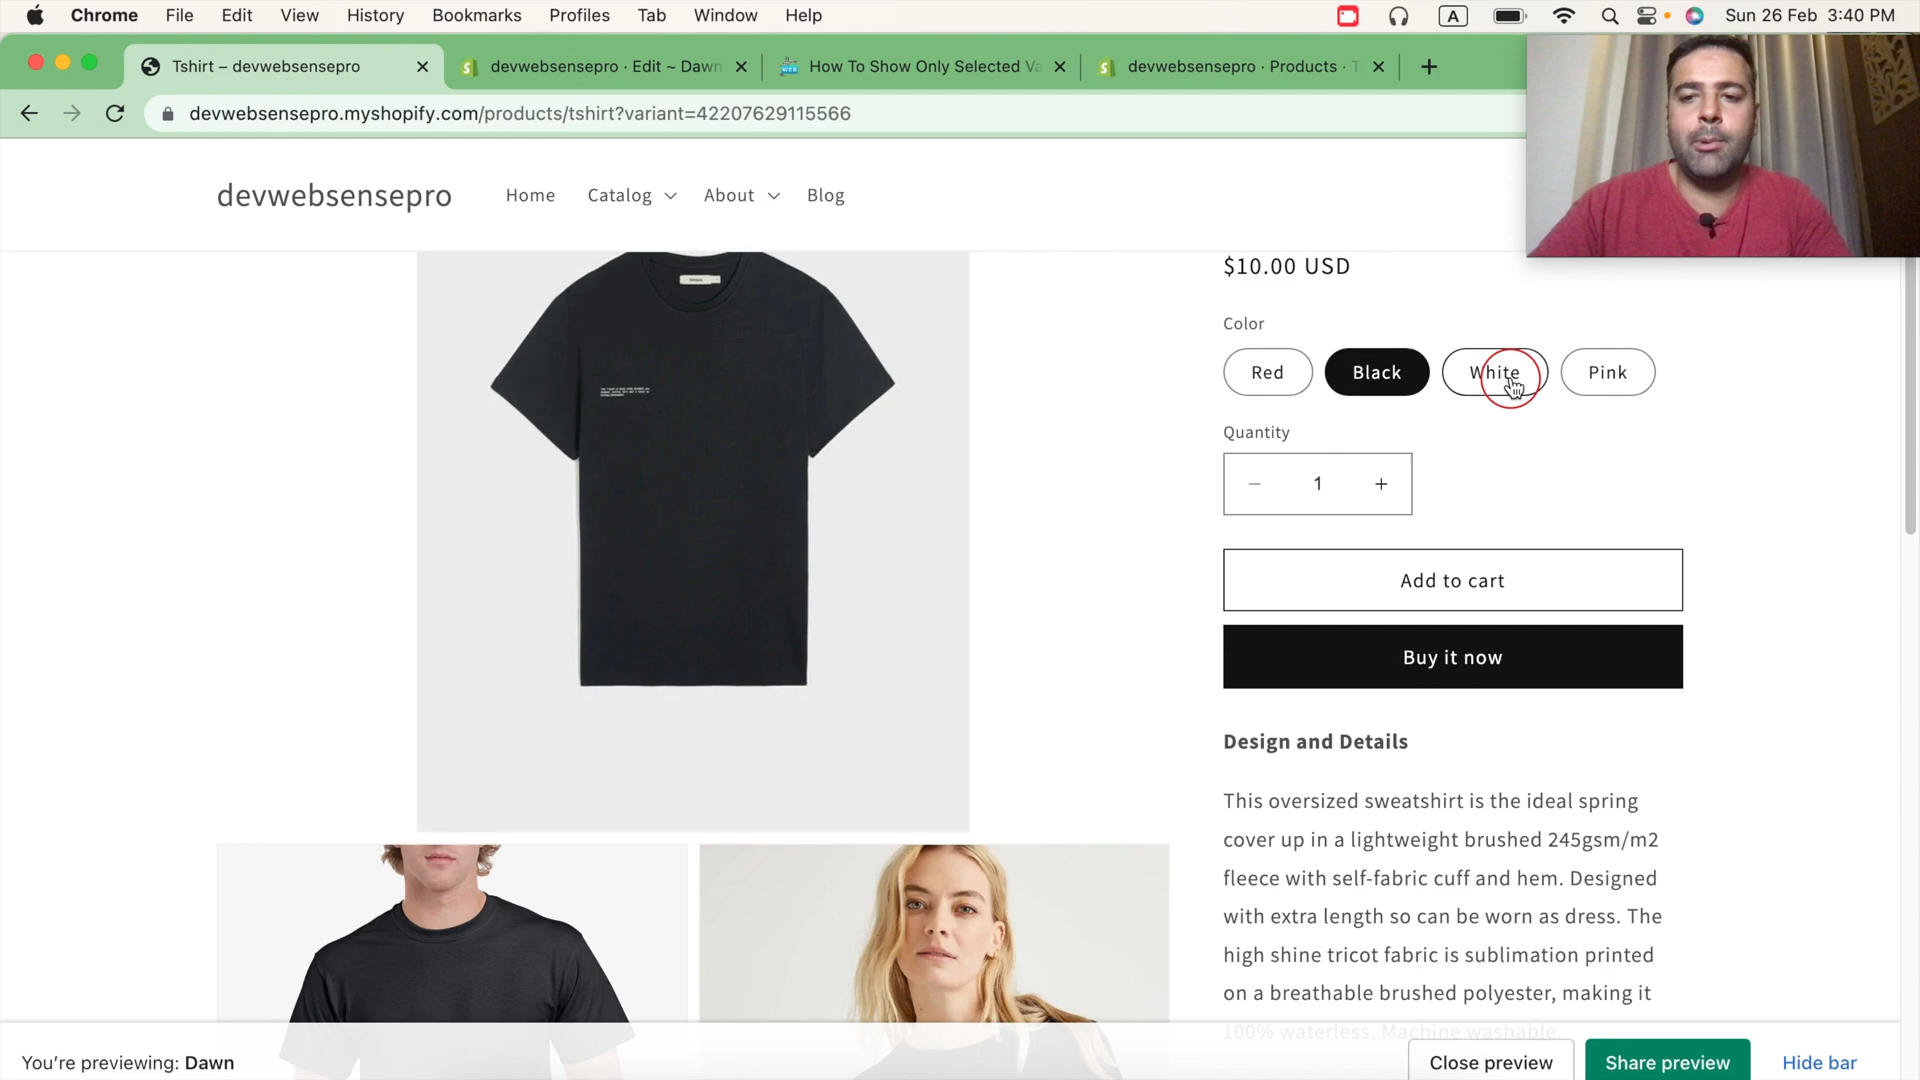 Chrome File Edit View History Bookmarks Profiles Tab Window Help A Sun 26 Feb 3:40 PM
Tshirt – devwebsensepro devwebsensepro · Edit ~ Dawn How To Show Only Selected Va devwebsensepro · Products · T
devwebsensepro.myshopify.com/products/tshirt?variant=42207629115566
devwebsensepro Home Catalog About Blog
$10.00 USD
Color
Red Black White Pink
Quantity
1
Add to cart
Buy it now
Design and Details
This oversized sweatshirt is the ideal spring
cover up in a lightweight brushed 245gsm/m2
fleece with self-fabric cuff and hem. Designed
with extra length so can be worn as dress. The
high shine tricot fabric is sublimation printed
on a breathable brushed polyester, making it
100% waterless. Machine washable.
You're previewing: Dawn Close preview Share preview Hide bar